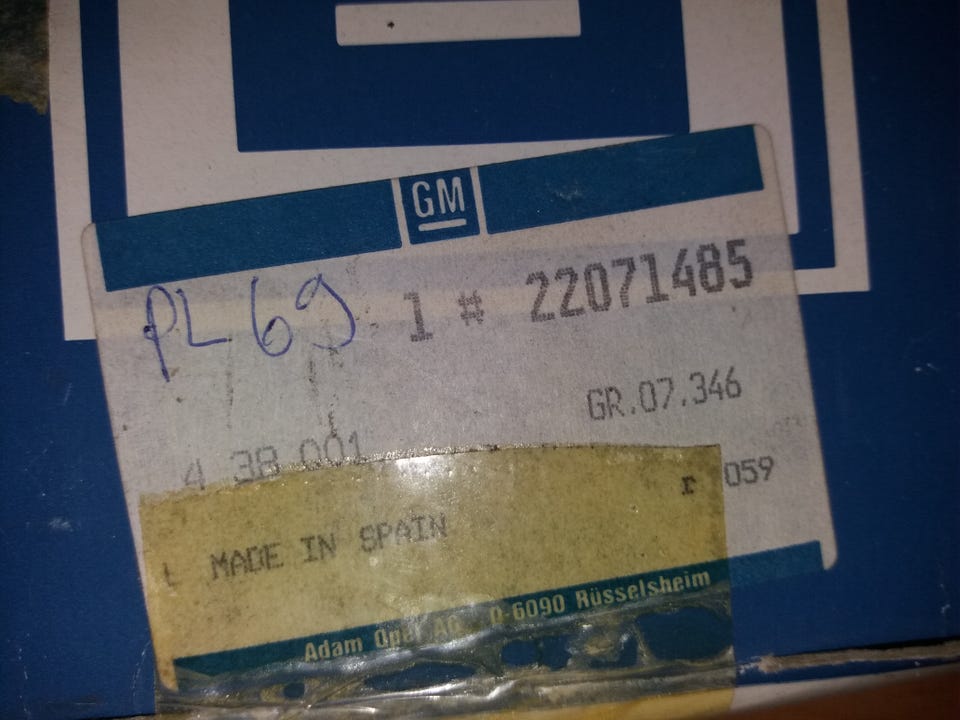 GM
PL 69 1 # 22071485
GR.07.346
4 38 001
r 059
MADE IN SPAIN
Adam Opel AG, D-6090 Rüsselsheim